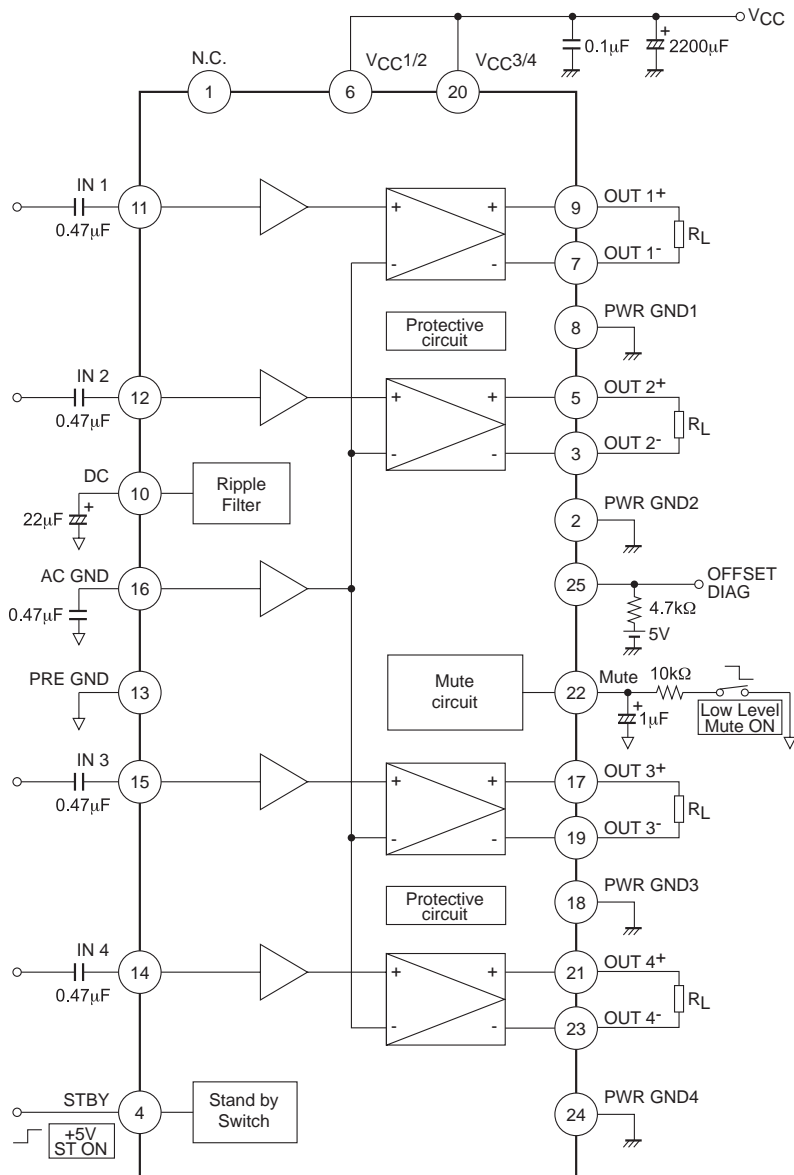 VCC
0.1µF
2200µF
N.C.
VCC1/2
VCC3/4
1
6
20
IN 1
11
0.47µF
+
+
-
-
9
OUT 1+
7
OUT 1-
RL
Protective
circuit
8
PWR GND1
IN 2
12
0.47µF
+
+
-
-
5
OUT 2+
3
OUT 2-
RL
DC
10
+
22µF
Ripple
Filter
2
PWR GND2
AC GND
16
0.47µF
25
OFFSET
DIAG
4.7kΩ
5V
PRE GND
13
Mute
circuit
22
Mute
10kΩ
+
1µF
Low Level
Mute ON
IN 3
15
0.47µF
+
+
-
-
17
OUT 3+
19
OUT 3-
RL
Protective
circuit
18
PWR GND3
IN 4
14
0.47µF
+
+
-
-
21
OUT 4+
23
OUT 4-
RL
STBY
4
+5V
ST ON
Stand by
Switch
24
PWR GND4